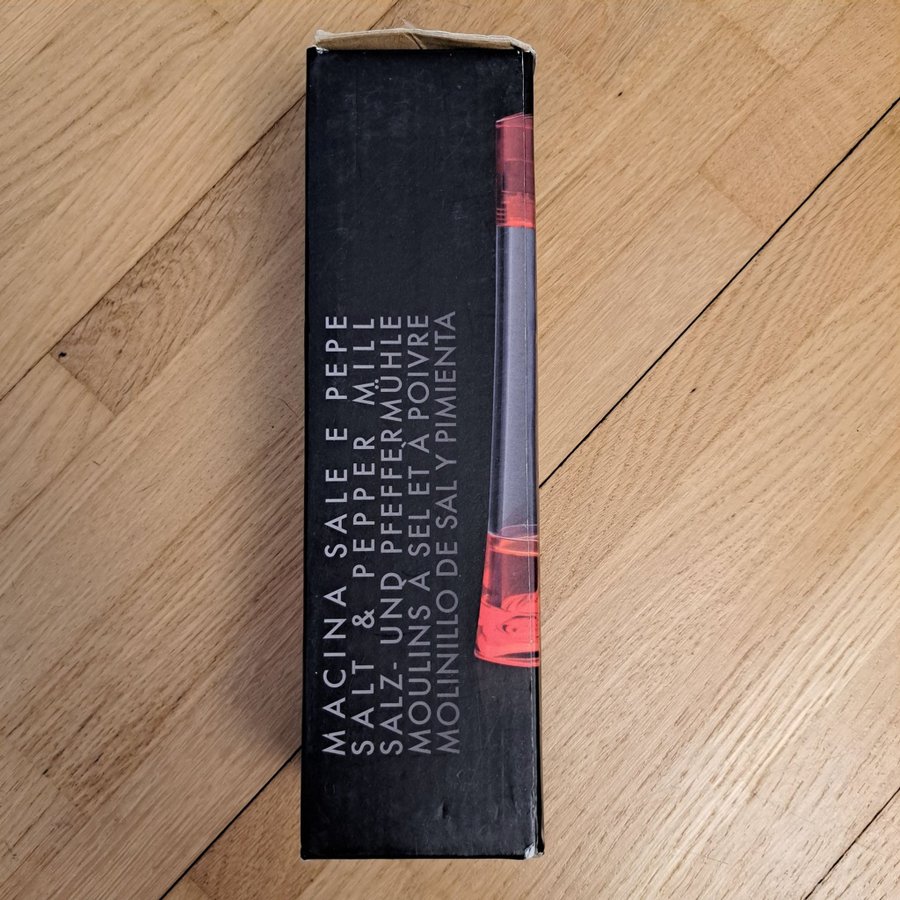 MACINA SALE E PEPE
SALT & PEPPER MILL
SALZ- UND PFEFFERMÜHLE
MOULINS À SEL ET À POIVRE
MOLINILLO DE SAL Y PIMIENTA